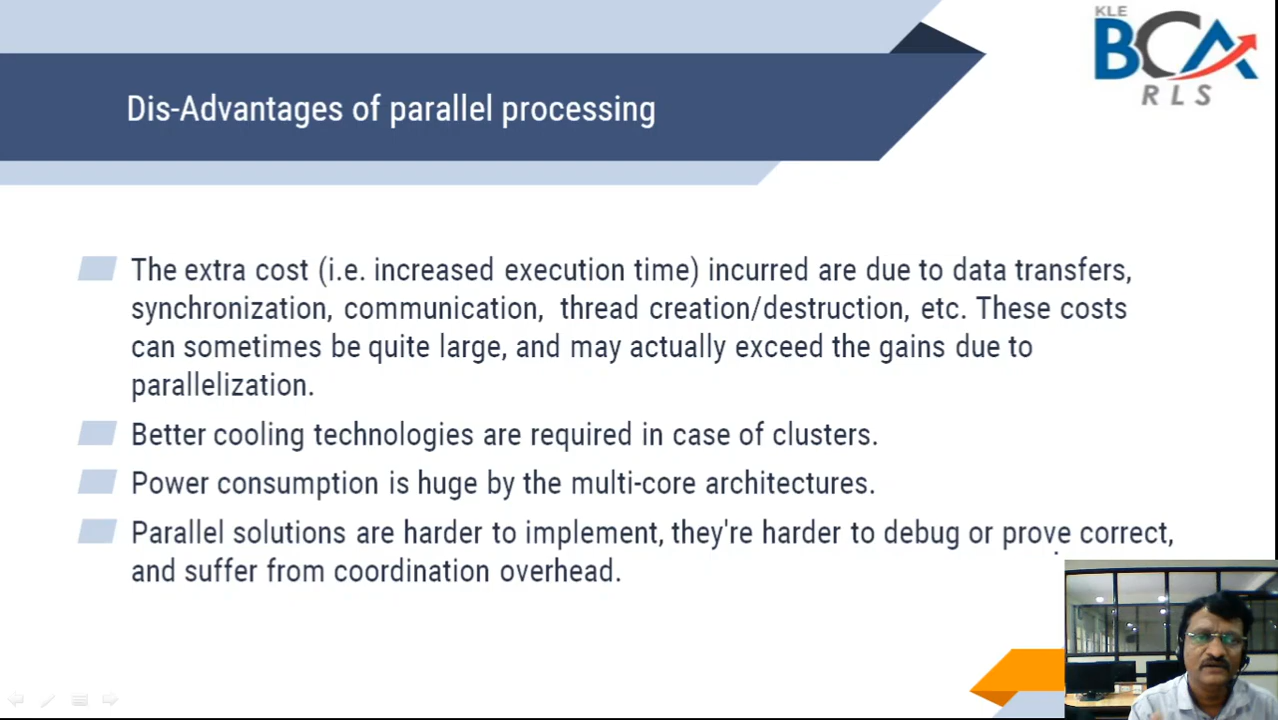 KLE
BCA
RLS
Dis-Advantages of parallel processing
The extra cost (i.e. increased execution time) incurred are due to data transfers,
synchronization, communication, thread creation/destruction, etc. These costs
can sometimes be quite large, and may actually exceed the gains due to
parallelization.
Better cooling technologies are required in case of clusters.
Power consumption is huge by the multi-core architectures.
Parallel solutions are harder to implement, they're harder to debug or prove correct,
and suffer from coordination overhead.